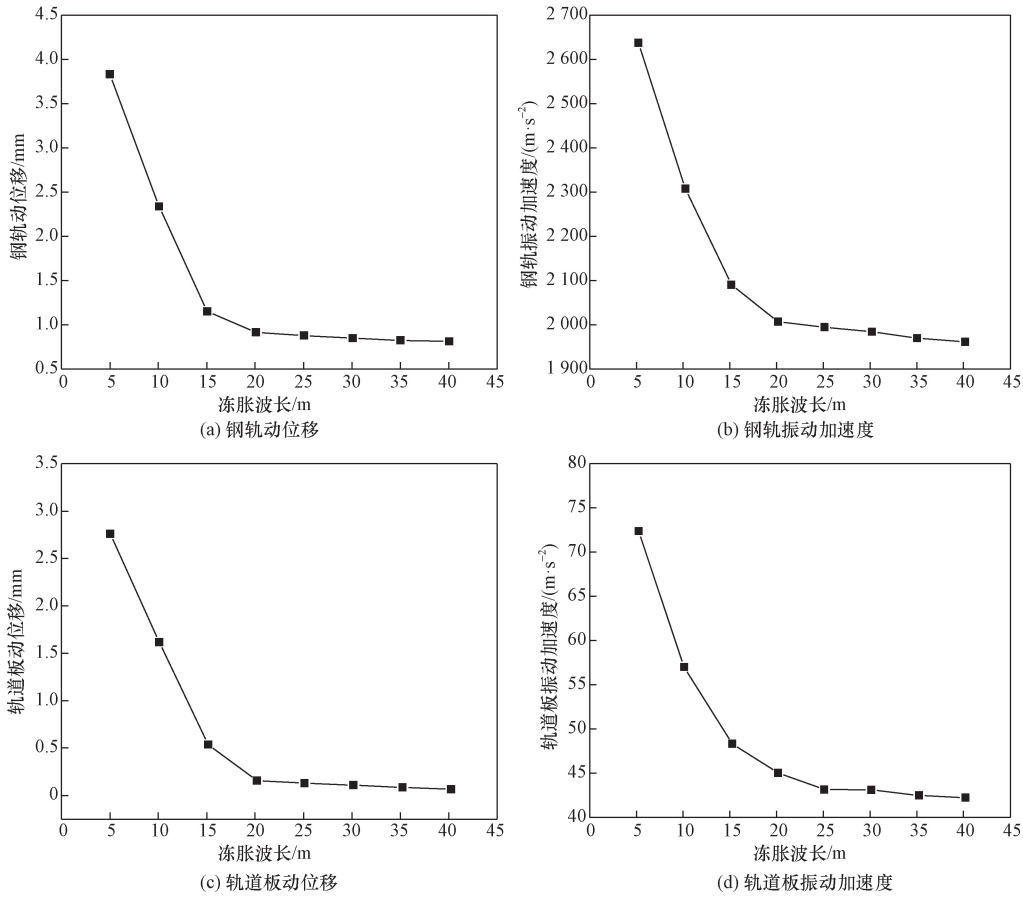 4.5
4.0
3.5
3.0
2.5
2.0
1.5
1.0
0.5
钢轨动位移/mm
0 5 10 15 20 25 30 35 40 45
冻胀波长/m
(a) 钢轨动位移
2 700
2 600
2 500
2 400
2 300
2 200
2 100
2 000
1 900
钢轨振动加速度/(m·s⁻²)
0 5 10 15 20 25 30 35 40 45
冻胀波长/m
(b) 钢轨振动加速度
3.5
3.0
2.5
2.0
1.5
1.0
0.5
0
轨道板动位移/mm
0 5 10 15 20 25 30 35 40 45
冻胀波长/m
(c) 轨道板动位移
80
75
70
65
60
55
50
45
40
轨道板振动加速度/(m·s⁻²)
0 5 10 15 20 25 30 35 40 45
冻胀波长/m
(d) 轨道板振动加速度